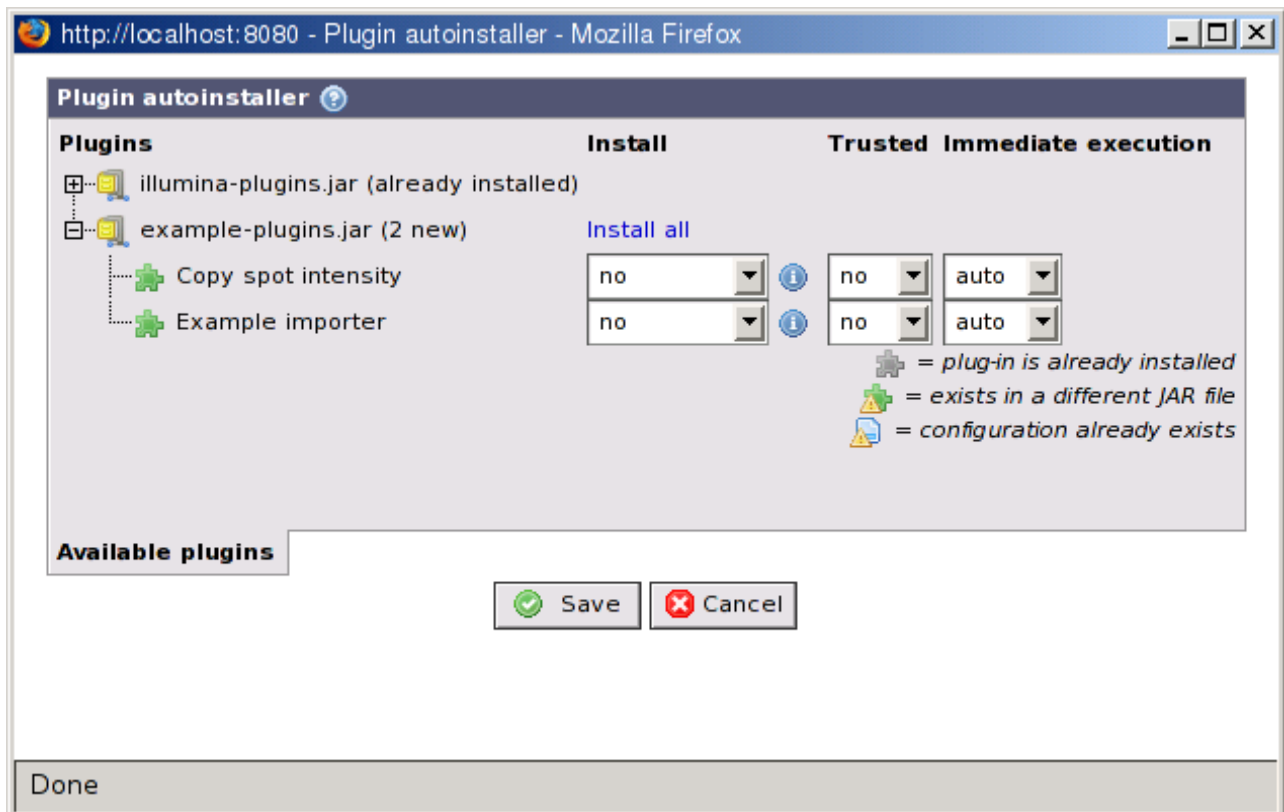 http://localhost:8080 - Plugin autoinstaller - Mozilla Firefox
Plugin autoinstaller
Plugins Install Trusted Immediate execution
illumina-plugins.jar (already installed)
example-plugins.jar (2 new) Install all
Copy spot intensity no no auto
Example importer no no auto
= plug-in is already installed
= exists in a different JAR file
= configuration already exists
Available plugins
Save Cancel
Done